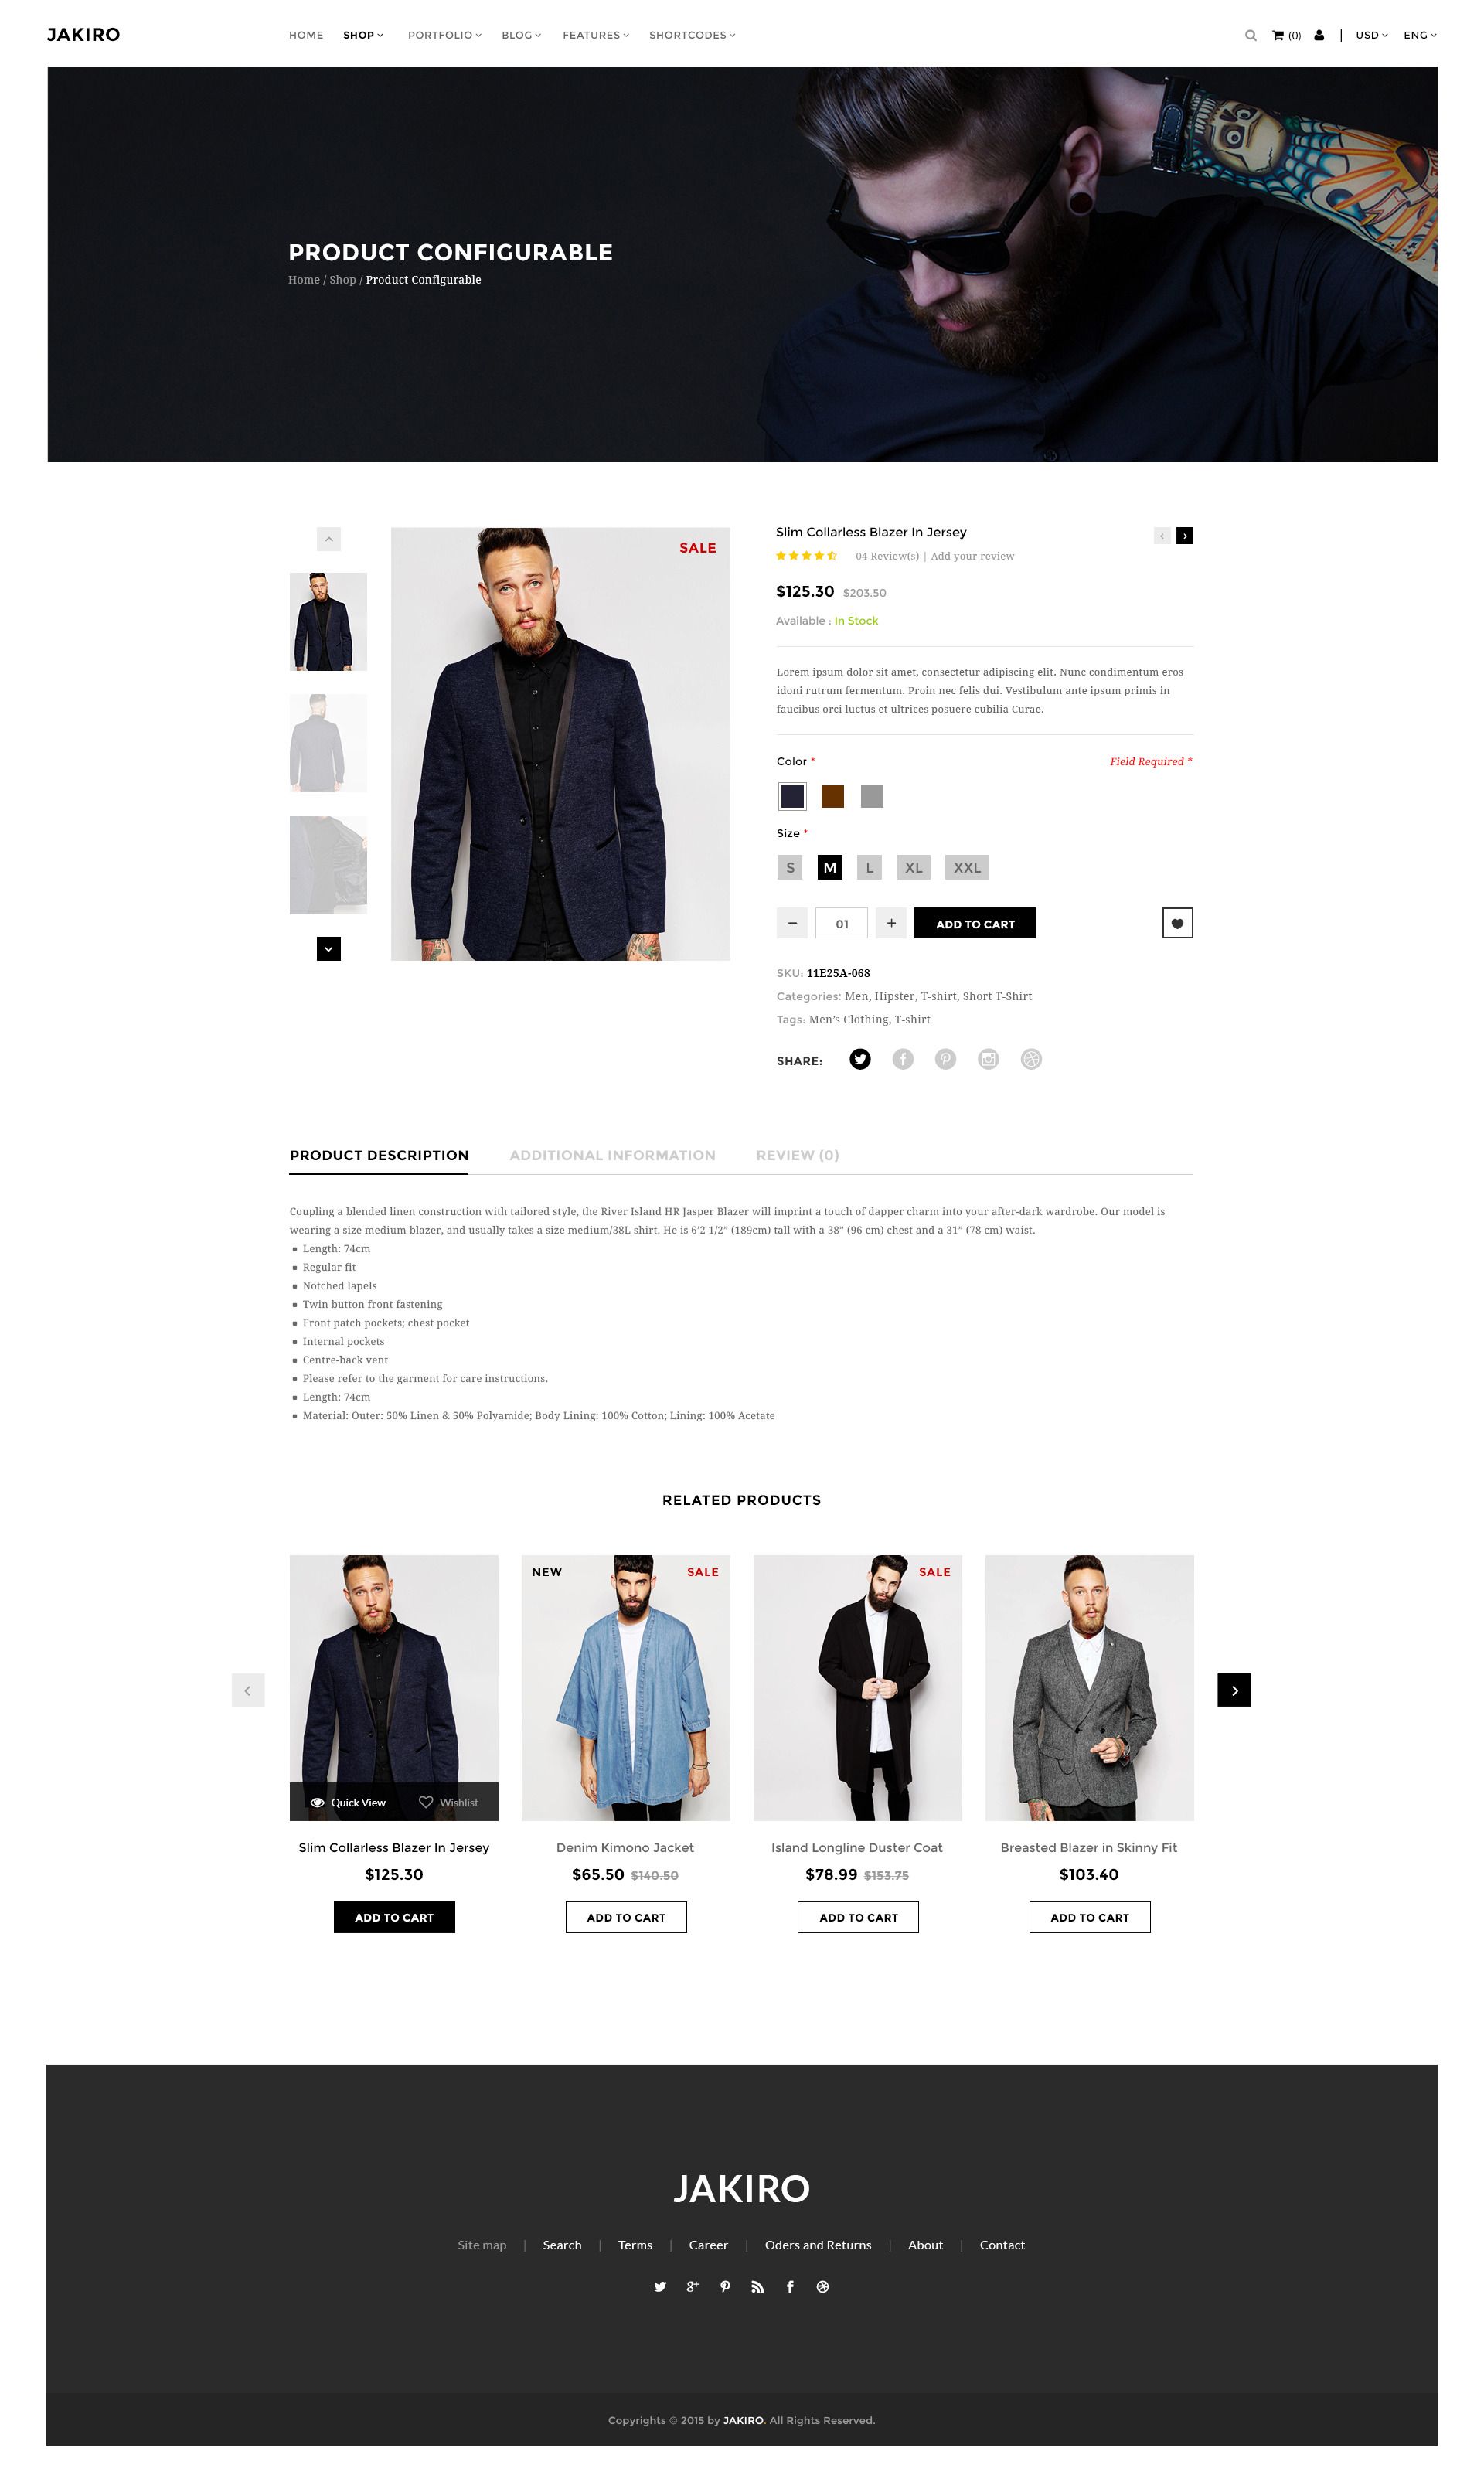 JAKIRO HOME SHOP PORTFOLIO BLOG FEATURES SHORTCODES (0) | USD ENG
PRODUCT CONFIGURABLE
Home / Shop / Product Configurable
SALE
Slim Collarless Blazer In Jersey
04 Review(s) | Add your review
$125.30 $203.50
Available : In Stock
Lorem ipsum dolor sit amet, consectetur adipiscing elit. Nunc condimentum eros
idoni rutrum fermentum. Proin nec felis dui. Vestibulum ante ipsum primis in
faucibus orci luctus et ultrices posuere cubilia Curae.
Color * Field Required *
Size *
S M L XL XXL
− 01 + ADD TO CART
SKU: 11E25A-068
Categories: Men, Hipster, T-shirt, Short T-Shirt
Tags: Men’s Clothing, T-shirt
SHARE:
PRODUCT DESCRIPTION ADDITIONAL INFORMATION REVIEW (0)
Coupling a blended linen construction with tailored style, the River Island HR Jasper Blazer will imprint a touch of dapper charm into your after-dark wardrobe. Our model is
wearing a size medium blazer, and usually takes a size medium/38L shirt. He is 6’2 1/2” (189cm) tall with a 38” (96 cm) chest and a 31” (78 cm) waist.
▪ Length: 74cm
▪ Regular fit
▪ Notched lapels
▪ Twin button front fastening
▪ Front patch pockets; chest pocket
▪ Internal pockets
▪ Centre-back vent
▪ Please refer to the garment for care instructions.
▪ Length: 74cm
▪ Material: Outer: 50% Linen & 50% Polyamide; Body Lining: 100% Cotton; Lining: 100% Acetate
RELATED PRODUCTS
NEW SALE SALE
Quick View Wishlist
Slim Collarless Blazer In Jersey Denim Kimono Jacket Island Longline Duster Coat Breasted Blazer in Skinny Fit
$125.30 $65.50 $140.50 $78.99 $153.75 $103.40
ADD TO CART ADD TO CART ADD TO CART ADD TO CART
JAKIRO
Site map | Search | Terms | Career | Oders and Returns | About | Contact
Copyrights © 2015 by JAKIRO. All Rights Reserved.